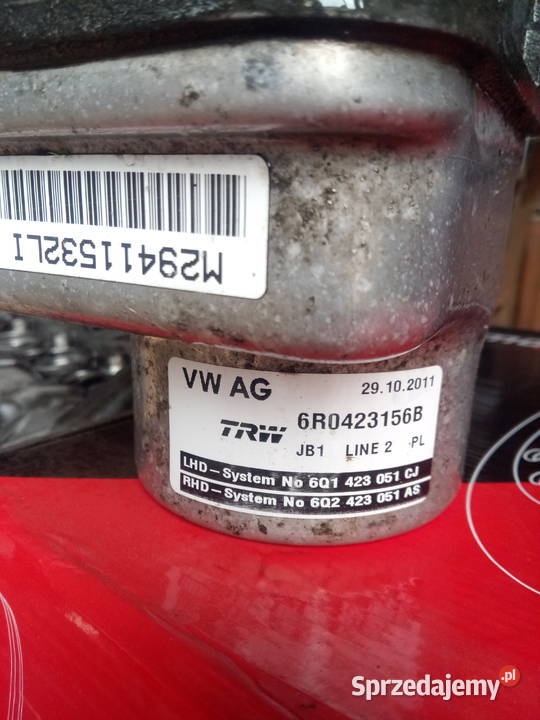 M29411532LI
VW AG 29.10.2011
TRW 6R0423156B
JB1 LINE 2 PL
LHD-System No 6Q1 423 051 CJ
RHD-System No 6Q2 423 051 AS
Sprzedajemy.pl